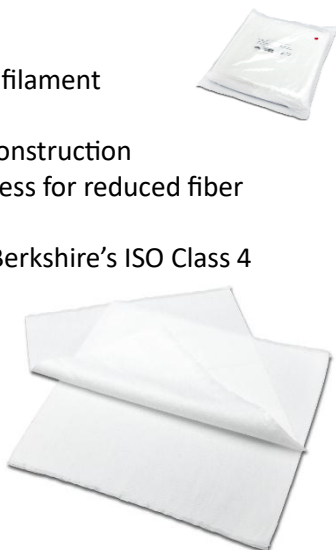 filament
onstruction
ess for reduced fiber
Berkshire's ISO Class 4